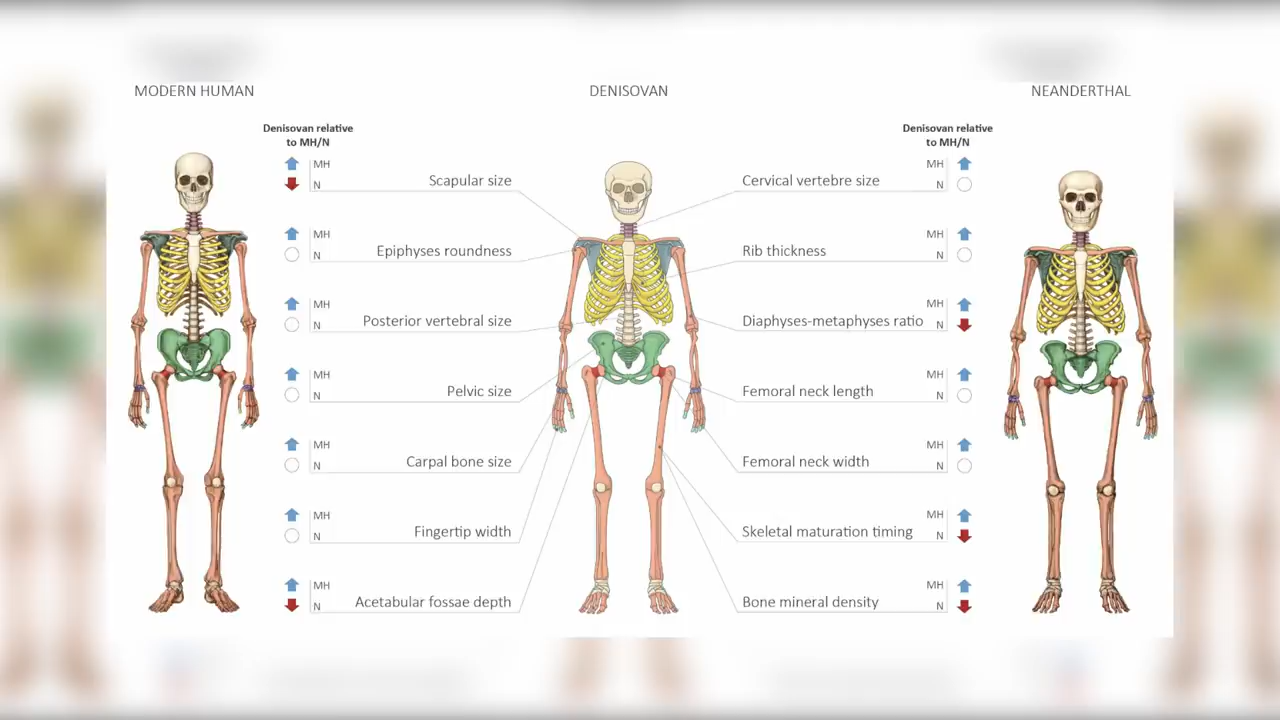 MODERN HUMAN
DENISOVAN
NEANDERTHAL
Denisovan relative
to MH/N
Denisovan relative
to MH/N
MH
N
Scapular size
Cervical vertebre size
MH
N
MH
N
Epiphyses roundness
Rib thickness
MH
N
MH
N
Posterior vertebral size
Diaphyses-metaphyses ratio
MH
N
MH
N
Pelvic size
Femoral neck length
MH
N
MH
N
Carpal bone size
Femoral neck width
MH
N
MH
N
Fingertip width
Skeletal maturation timing
MH
N
MH
N
Acetabular fossae depth
Bone mineral density
MH
N